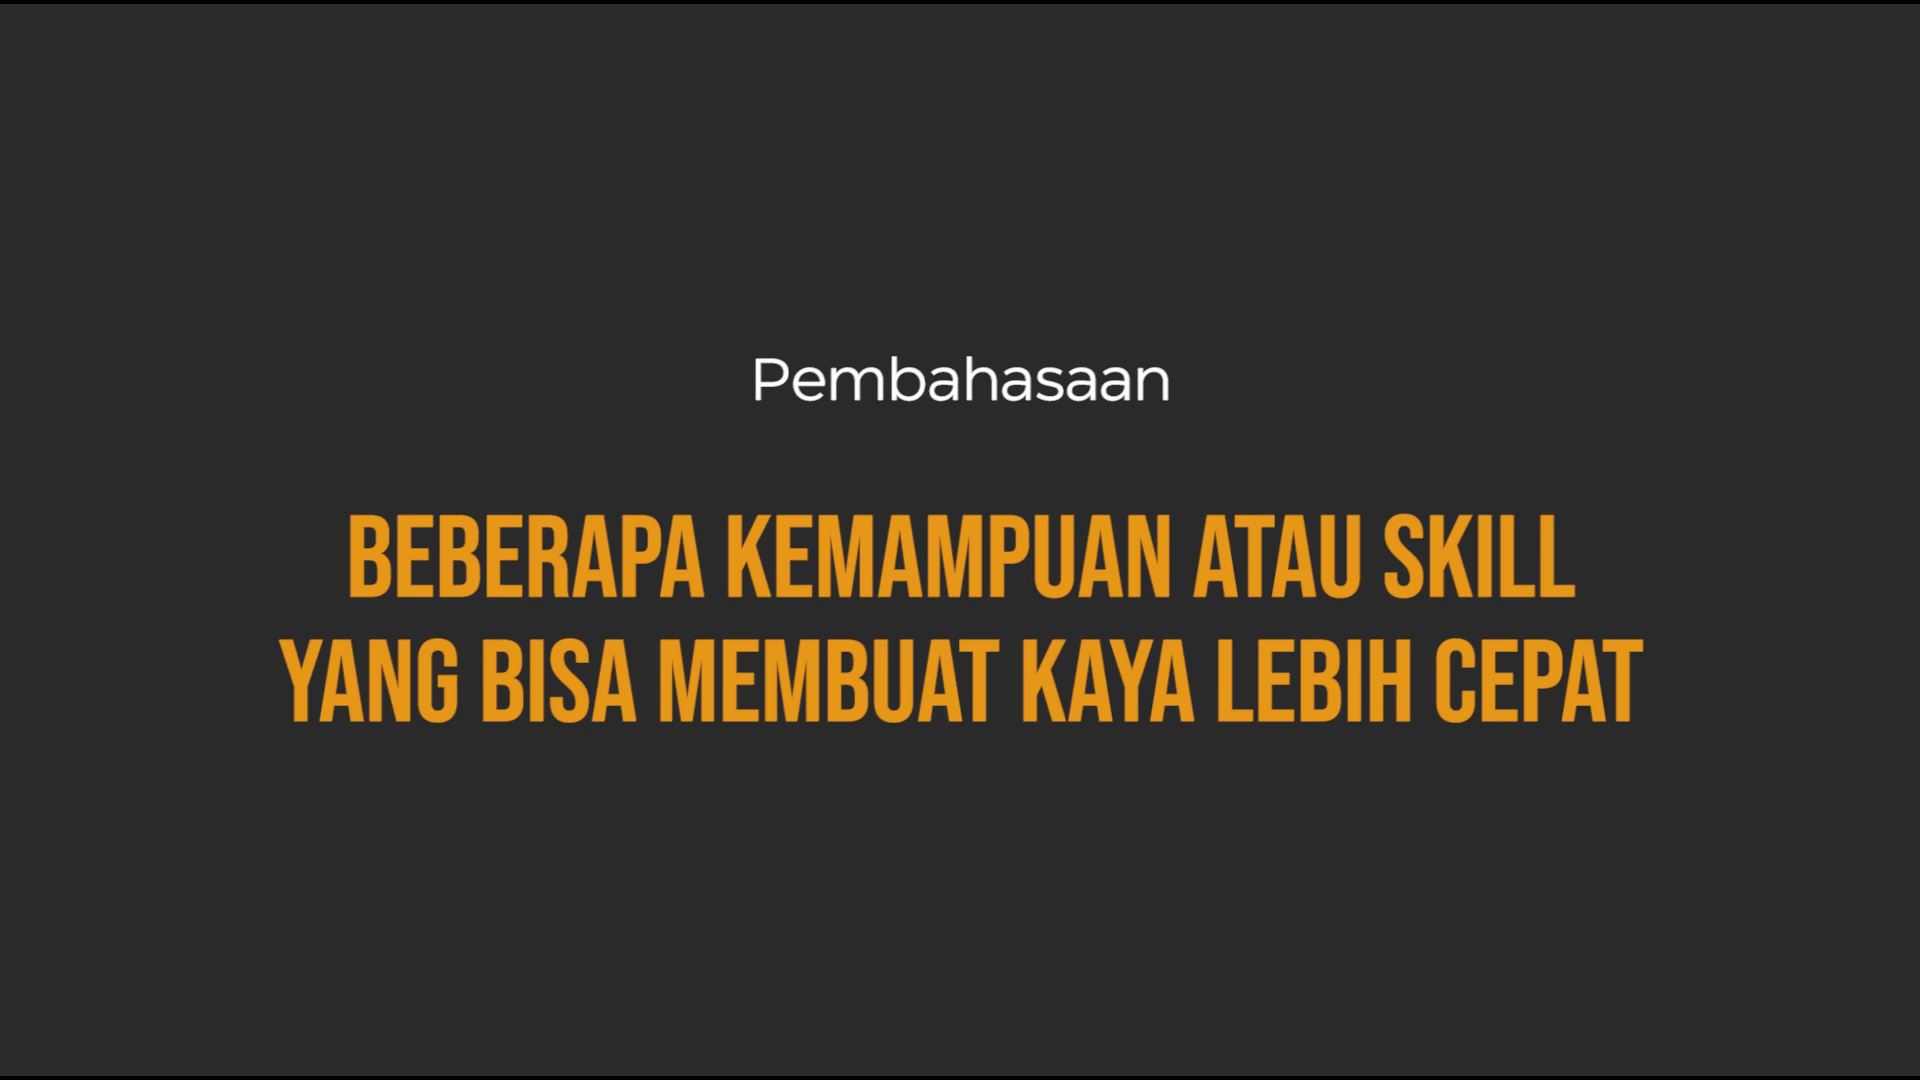 Pembahasaan
BEBERAPA KEMAMPUAN ATAU SKILL
YANG BISA MEMBUAT KAYA LEBIH CEPAT